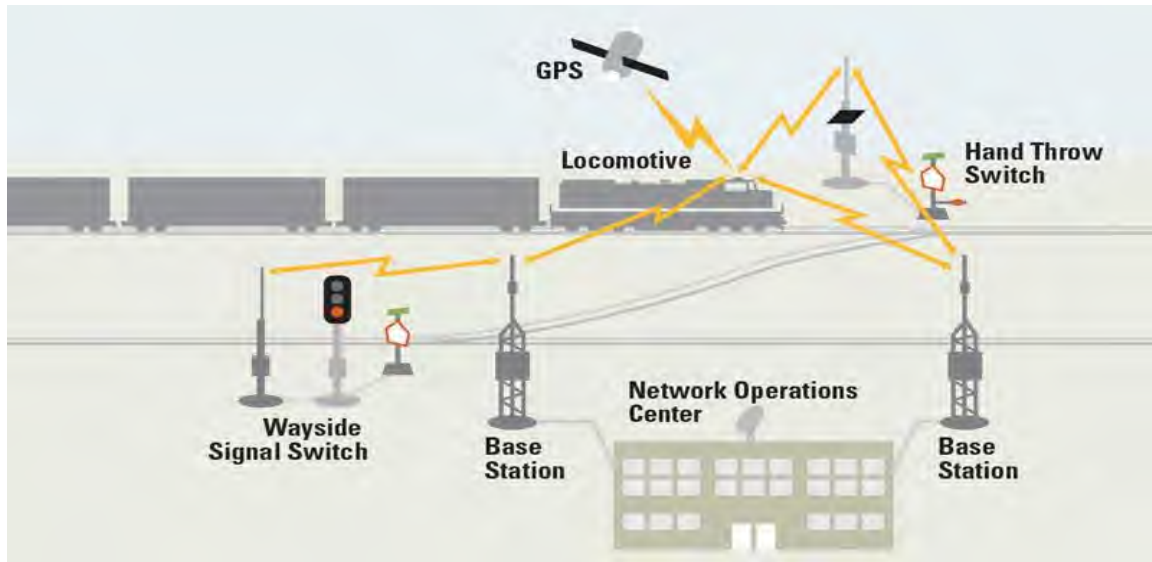 GPS
Locomotive
Hand Throw
Switch
Network Operations
Center
Wayside
Signal Switch
Base
Station
Base
Station